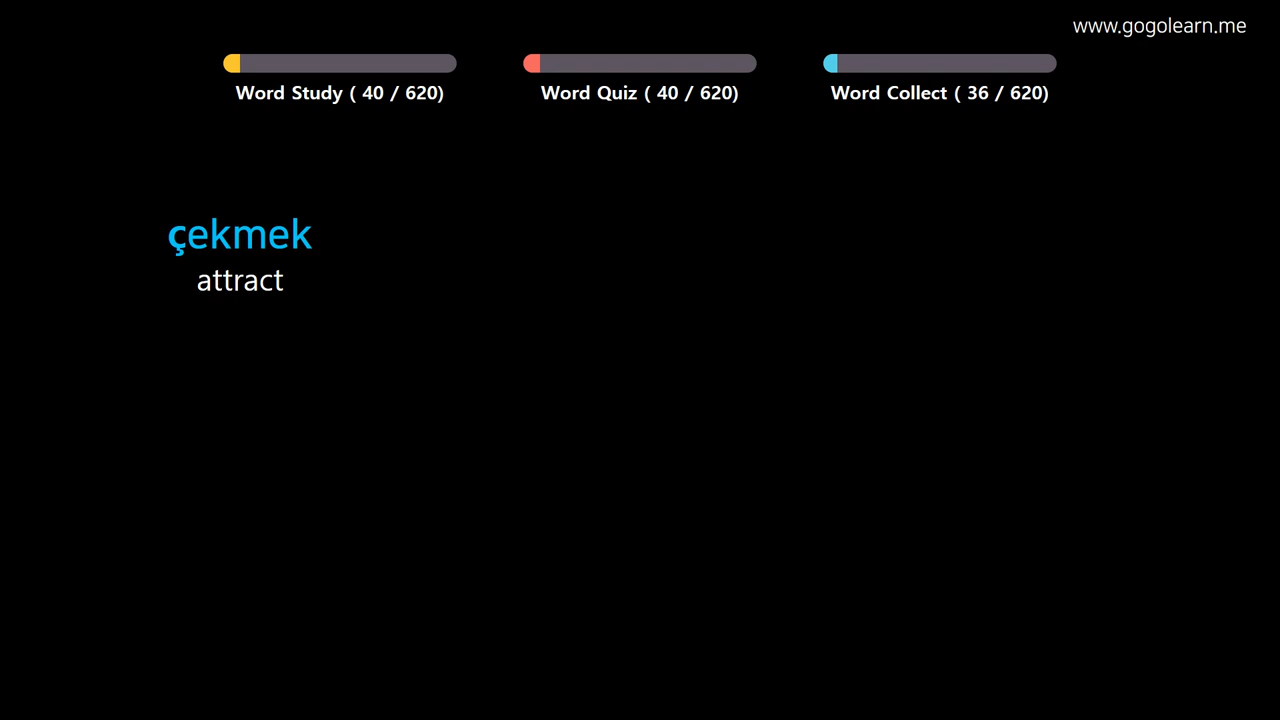 www.gogolearn.me
Word Study ( 40 / 620)
Word Quiz ( 40 / 620)
Word Collect ( 36 / 620)
çekmek
attract